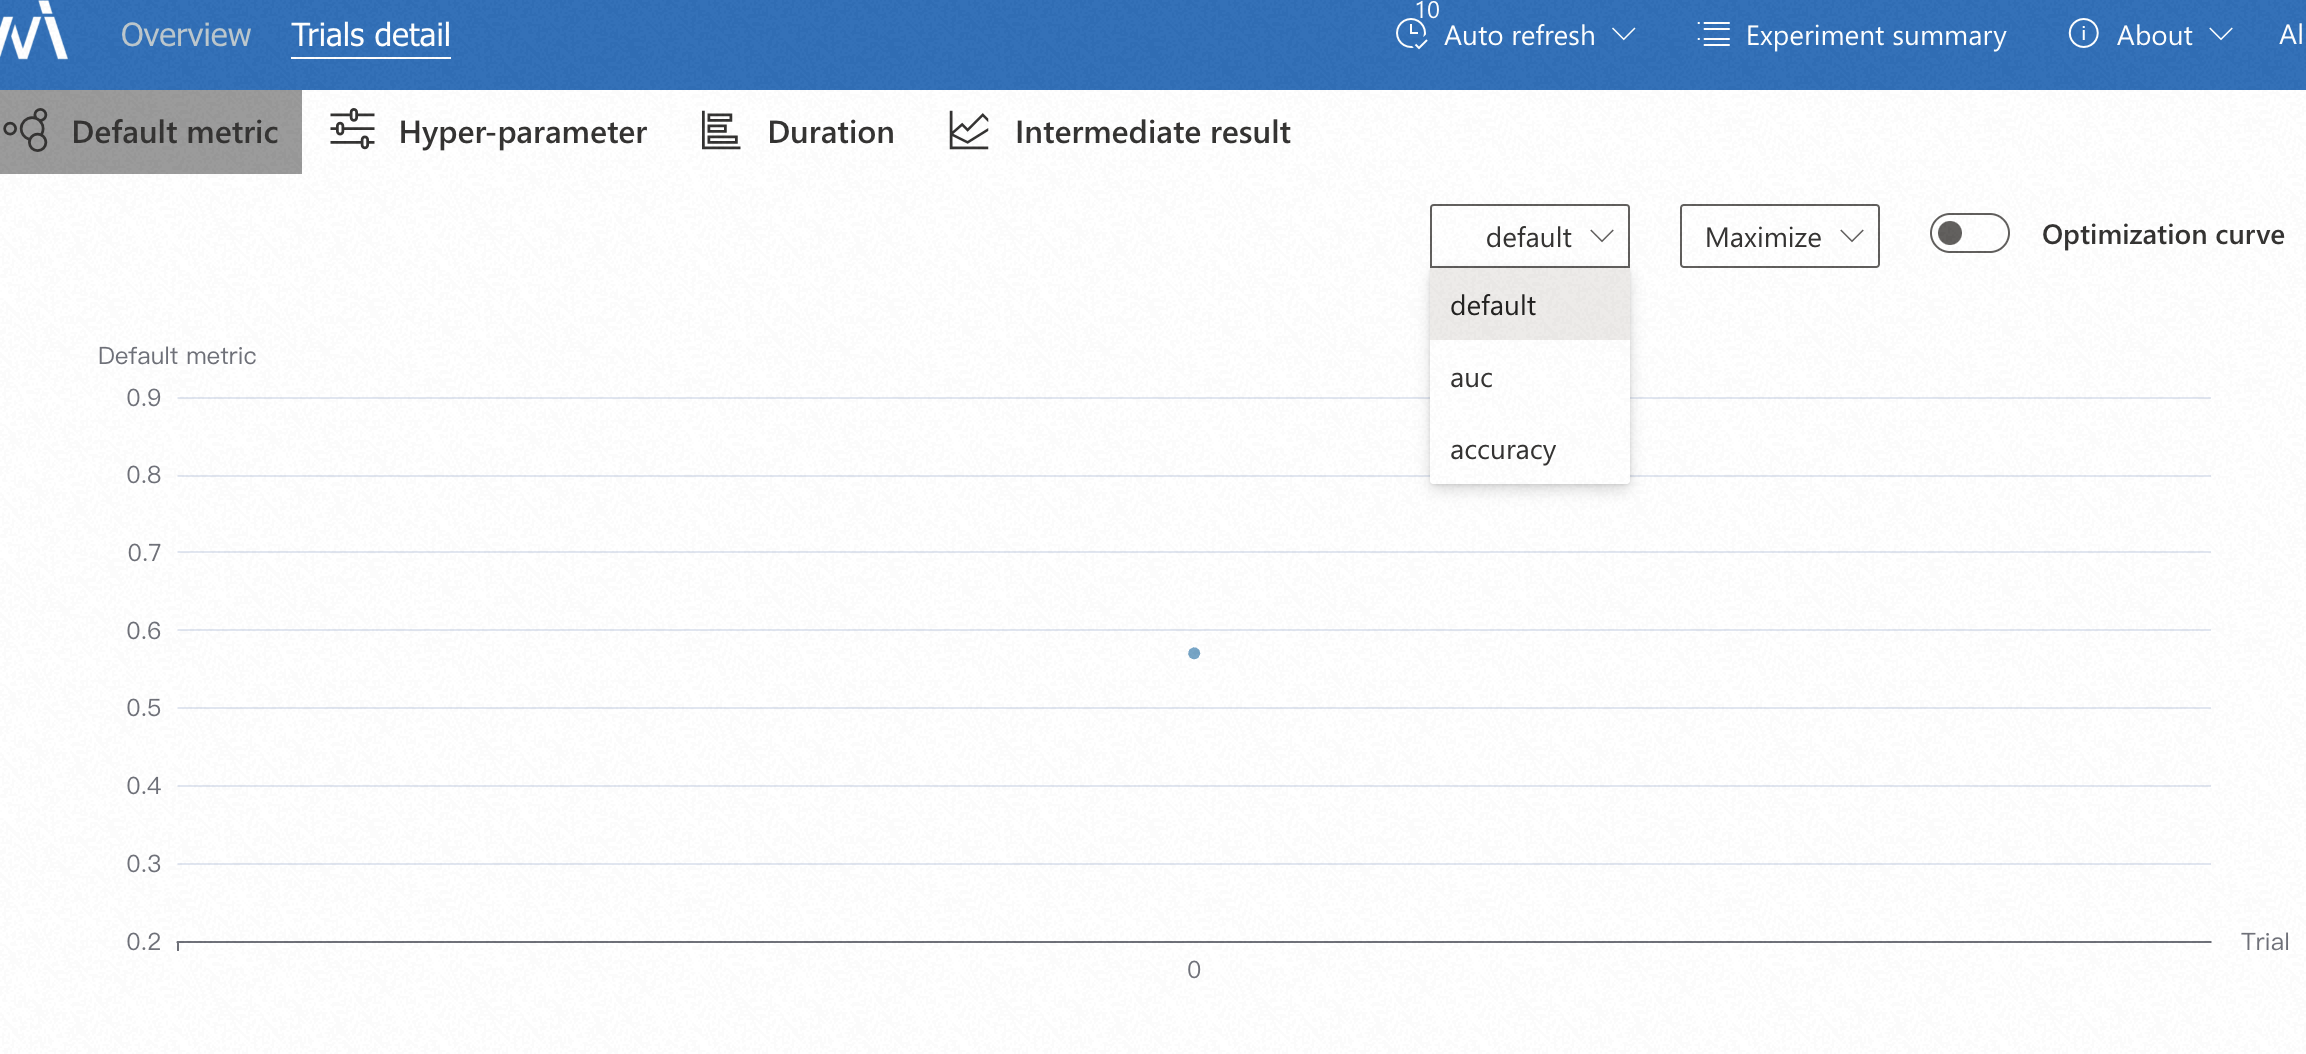 Overview
Trials detail
10
Auto refresh
Experiment summary
About
Default metric
Hyper-parameter
Duration
Intermediate result
default
Maximize
Optimization curve
default
auc
accuracy
Default metric
0.9
0.8
0.7
0.6
0.5
0.4
0.3
0.2
Trial
0